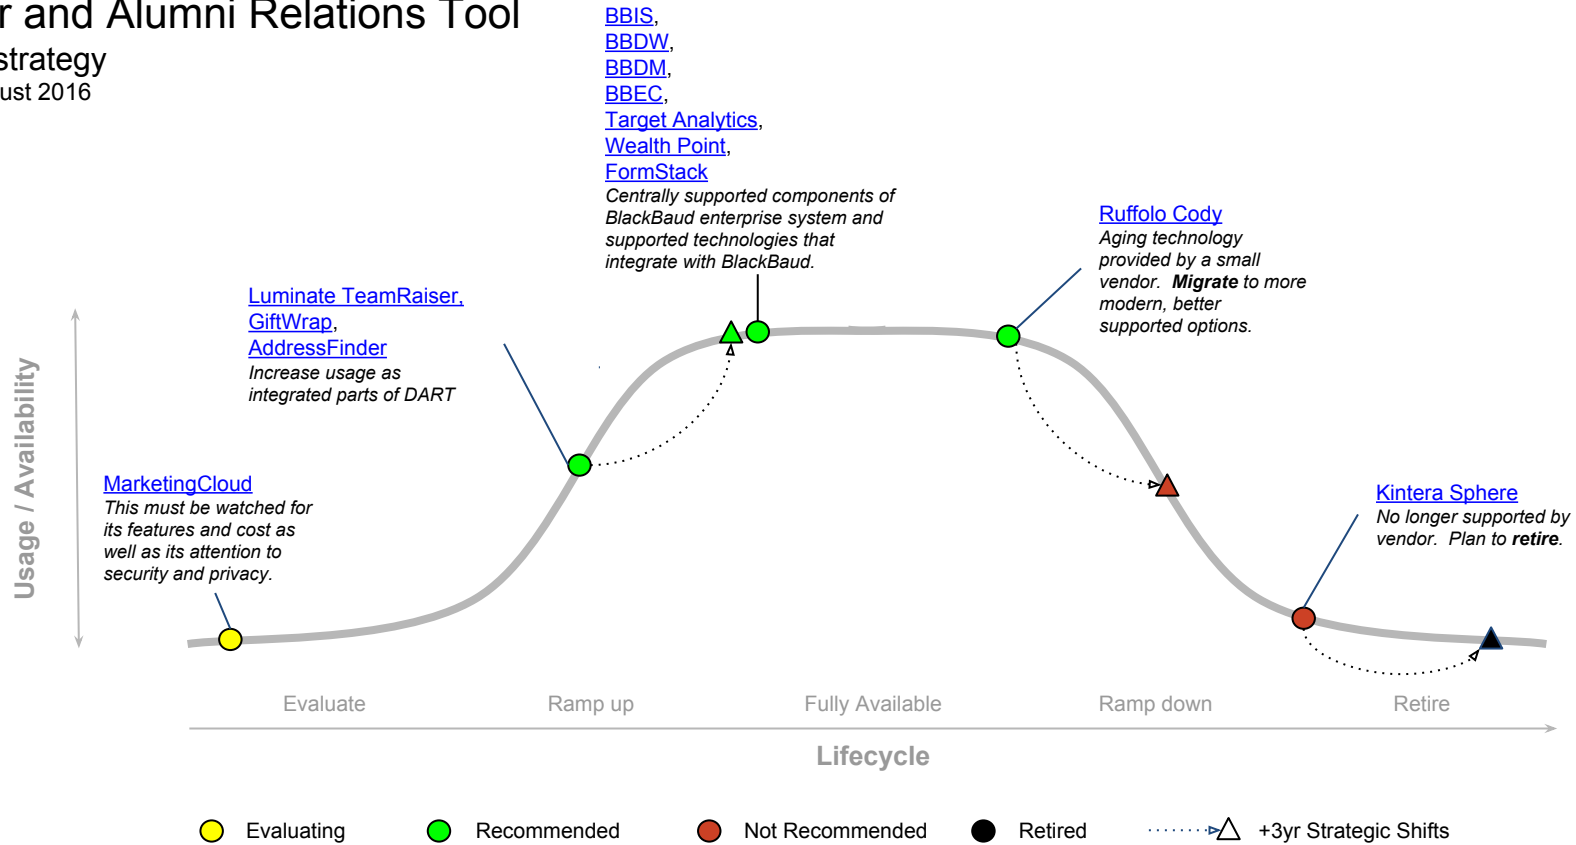 r and Alumni Relations Tool
strategy
ust 2016
BBIS,
BBDW,
BBDM,
BBEC,
Target Analytics,
Wealth Point,
FormStack
Centrally supported components of
BlackBaud enterprise system and
supported technologies that
integrate with BlackBaud.
Ruffolo Cody
Aging technology
provided by a small
vendor.  Migrate to more
modern, better
supported options.
Luminate TeamRaiser,
GiftWrap,
AddressFinder
Increase usage as
integrated parts of DART
MarketingCloud
This must be watched for
its features and cost as
well as its attention to
security and privacy.
Kintera Sphere
No longer supported by
vendor.  Plan to retire.
Usage / Availability
Evaluate
Ramp up
Fully Available
Ramp down
Retire
Lifecycle
Evaluating
Recommended
Not Recommended
Retired
+3yr Strategic Shifts